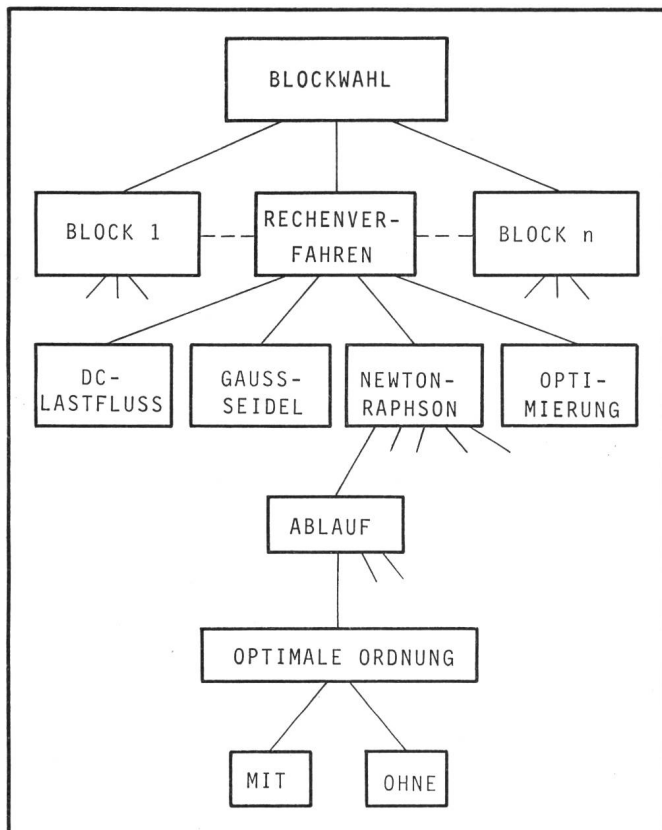 BLOCKWAHL
BLOCK 1
RECHENVER-
FAHREN
BLOCK n
DC-
LASTFLUSS
GAUSS-
SEIDEL
NEWTON-
RAPHSON
OPTI-
MIERUNG
ABLAUF
OPTIMALE ORDNUNG
MIT
OHNE